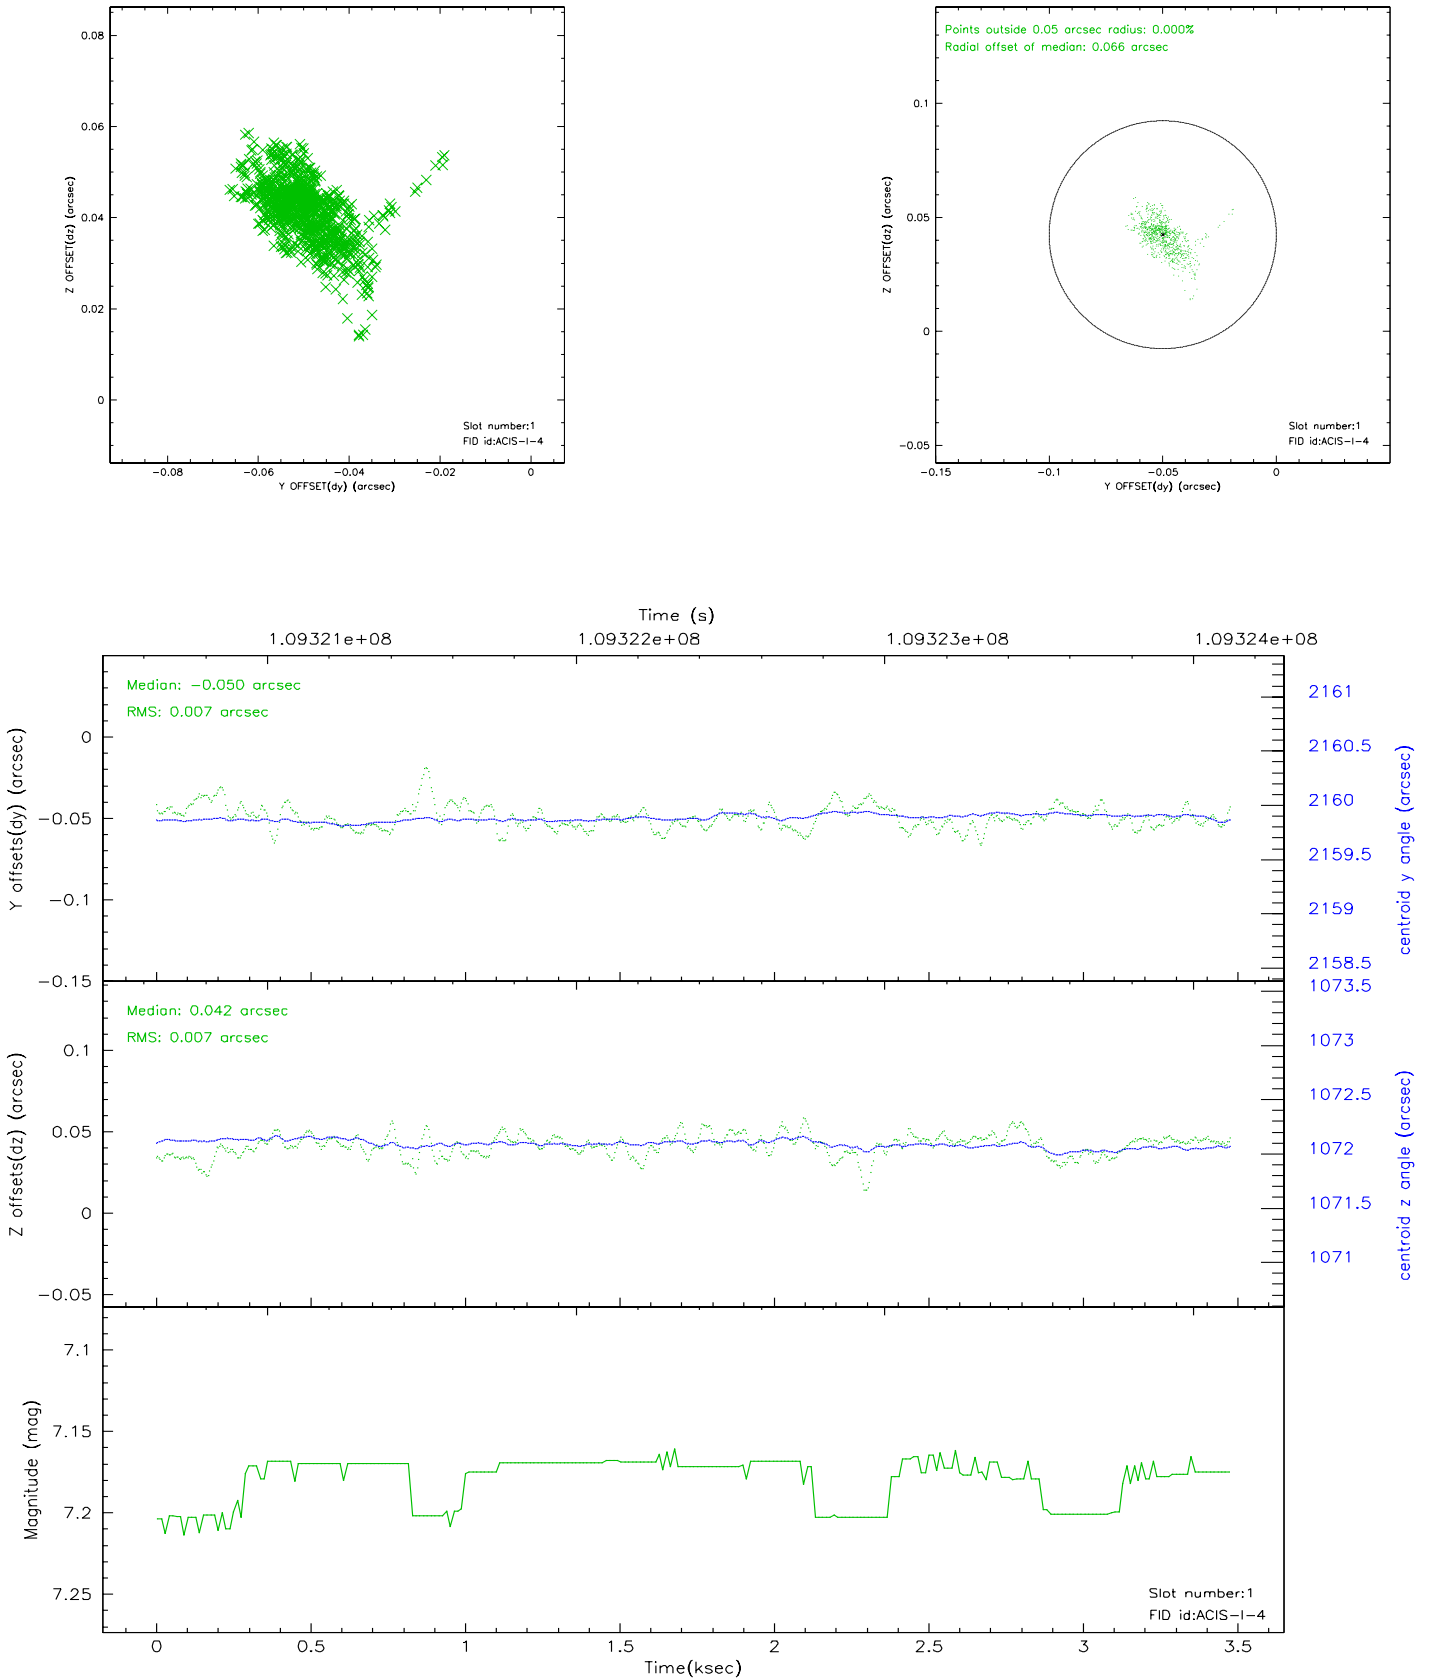 0.08
0.06
0.04
0.02
0
Z OFFSET(dz) (arcsec)
Slot number:1
FID id:ACIS-I-4
-0.08 -0.06 -0.04 -0.02 0
Y OFFSET(dy) (arcsec)
Points outside 0.05 arcsec radius: 0.000%
Radial offset of median: 0.066 arcsec
0.1
0.05
0
-0.05
Z OFFSET(dz) (arcsec)
Slot number:1
FID id:ACIS-I-4
-0.15 -0.1 -0.05 0
Y OFFSET(dy) (arcsec)
Time (s)
1.09321e+08 1.09322e+08 1.09323e+08 1.09324e+08
Median: -0.050 arcsec
RMS: 0.007 arcsec
0
-0.05
-0.1
-0.15
Y offsets(dy) (arcsec)
2161
2160.5
2160
2159.5
2159
2158.5
centroid y angle (arcsec)
Median: 0.042 arcsec
RMS: 0.007 arcsec
0.1
0.05
0
-0.05
Z offsets(dz) (arcsec)
1073.5
1073
1072.5
1072
1071.5
1071
centroid z angle (arcsec)
7.1
7.15
7.2
7.25
Magnitude (mag)
Slot number:1
FID id:ACIS-I-4
0 0.5 1 1.5 2 2.5 3 3.5
Time(ksec)